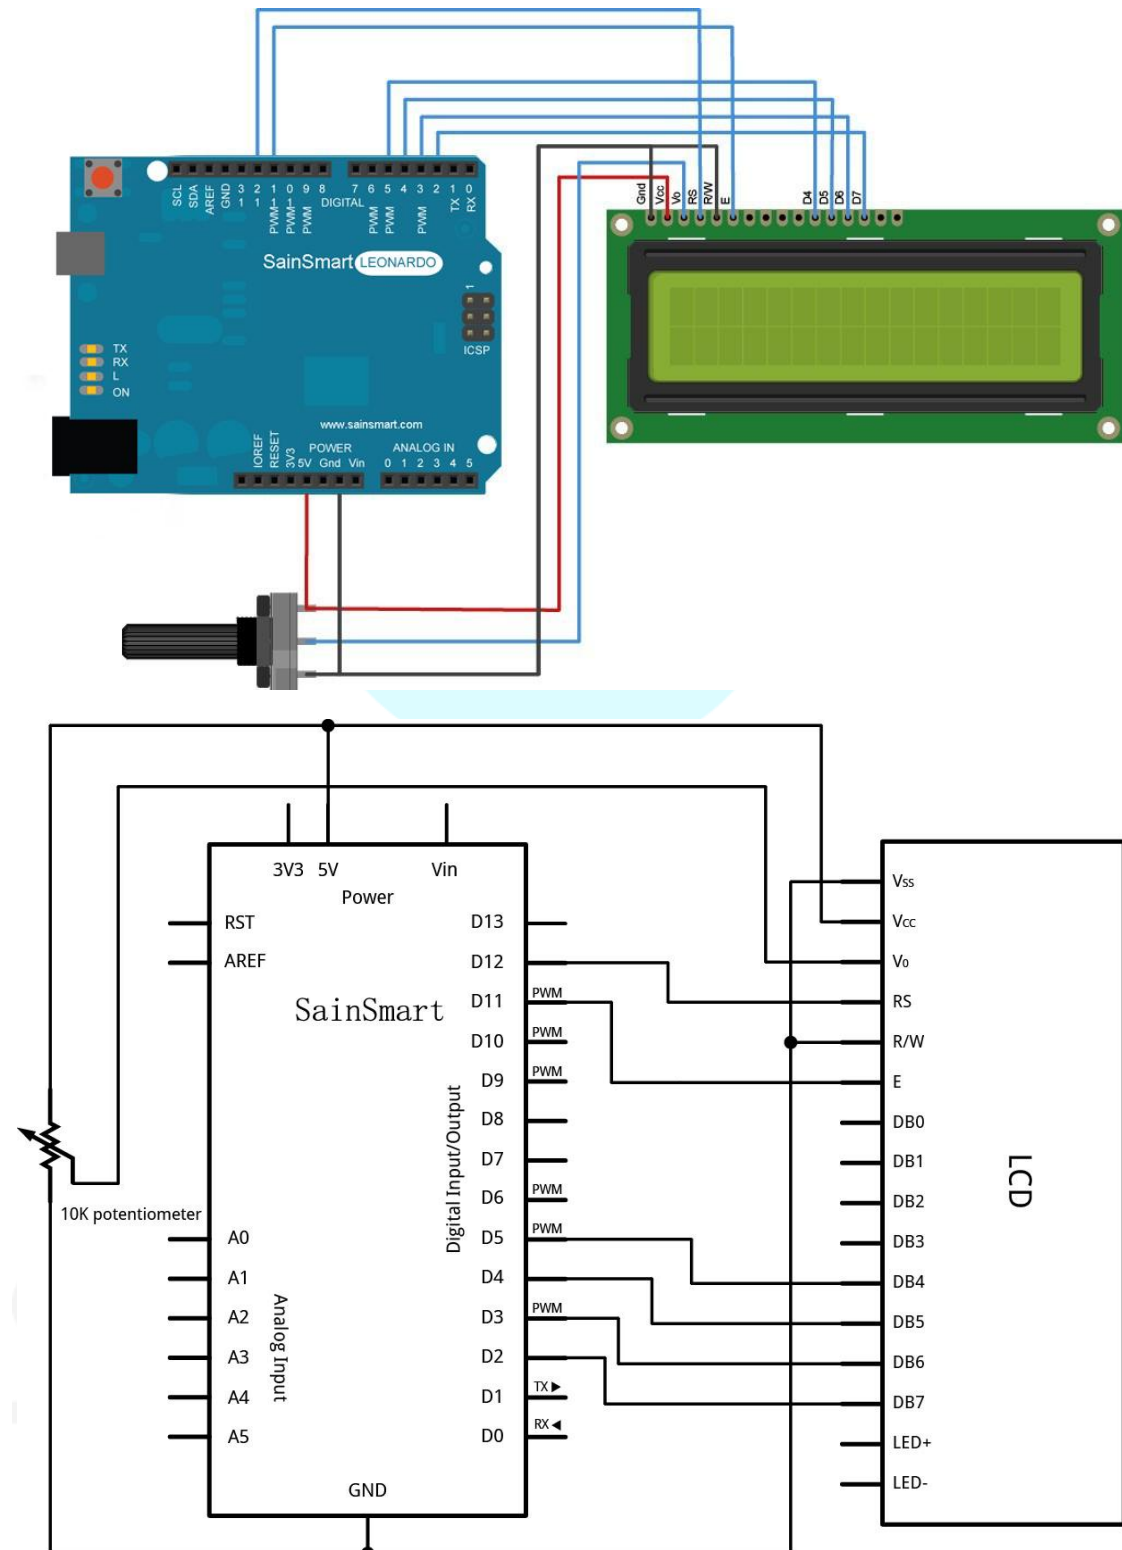 SCL
SDA
AREF
GND
13
12
PWM 11
PWM 10
PWM 9
8
DIGITAL
7
PWM 6
PWM 5
4
PWM 3
2
TX 1
RX 0
SainSmart LEONARDO
1
ICSP
TX
RX
L
ON
www.sainsmart.com
POWER
ANALOG IN
IOREF
RESET
3V3
5V Gnd Vin
0 1 2 3 4 5
Gnd
Vcc
Vo
RS
R/W
E
D4
D5
D6
D7
3V3 5V Vin
Power
RST
AREF
SainSmart
D13
D12
D11 PWM
D10 PWM
D9 PWM
D8
D7
D6 PWM
D5 PWM
D4
D3 PWM
D2
D1 TX ▶
D0 RX ◀
Digital Input/Output
10K potentiometer
A0
A1
A2
A3
A4
A5
Analog Input
GND
Vss
Vcc
V0
RS
R/W
E
DB0
DB1
DB2
DB3
DB4
DB5
DB6
DB7
LED+
LED-
LCD